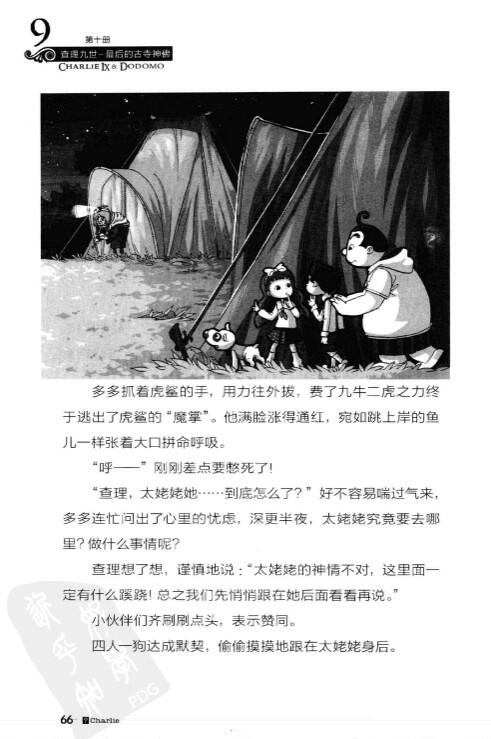 9
第十册
查理九世－最后的古寺神佛
CHARLIE IX & DODOMO
多多抓着虎鲨的手，用力往外拔，费了九牛二虎之力终
于逃出了虎鲨的“魔掌”。他满脸涨得通红，宛如跳上岸的鱼
儿一样张着大口拼命呼吸。
“呼——”刚刚差点要憋死了！
“查理，太姥姥她……到底怎么了？”好不容易喘过气来，
多多连忙问出了心里的忧虑，深更半夜，太姥姥究竟要去哪
里？做什么事情呢？
查理想了想，谨慎地说：“太姥姥的神情不对，这里面一
定有什么蹊跷！总之我们先悄悄跟在她后面看看再说。”
小伙伴们齐刷刷点头，表示赞同。
四人一狗达成默契，偷偷摸摸地跟在太姥姥身后。
PDG
66 Charlie